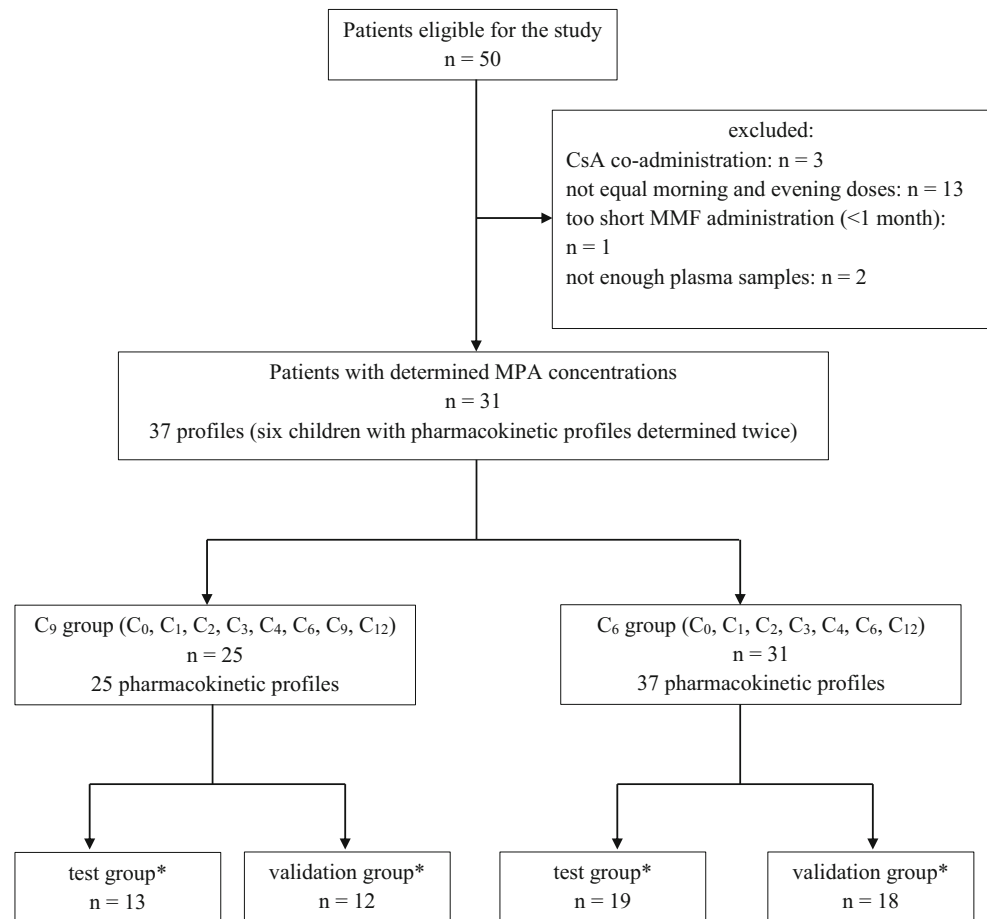 Patients eligible for the study
n = 50
excluded:
CsA co-administration: n = 3
not equal morning and evening doses: n = 13
too short MMF administration (<1 month):
n = 1
not enough plasma samples: n = 2
Patients with determined MPA concentrations
n = 31
37 profiles (six children with pharmacokinetic profiles determined twice)
C₉ group (C₀, C₁, C₂, C₃, C₄, C₆, C₉, C₁₂)
n = 25
25 pharmacokinetic profiles
C₆ group (C₀, C₁, C₂, C₃, C₄, C₆, C₁₂)
n = 31
37 pharmacokinetic profiles
test group*
n = 13
validation group*
n = 12
test group*
n = 19
validation group*
n = 18